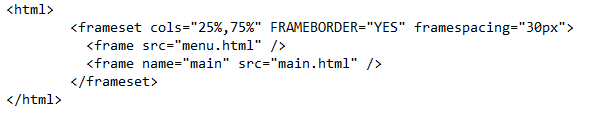 <html>
<frameset cols="25%,75%" FRAMEBORDER="YES" framespacing="30px">
<frame src="menu.html" />
<frame name="main" src="main.html" />
</frameset>
</html>